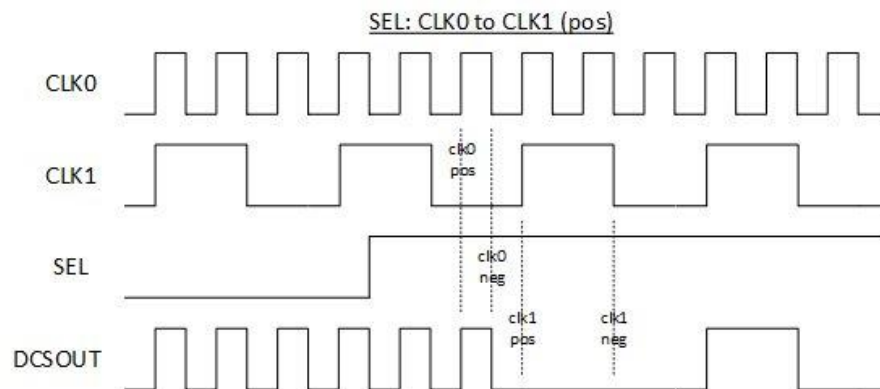 SEL: CLK0 to CLK1 (pos)
CLK0
CLK1
clk0
pos
SEL
clk0
neg
clk1
pos
clk1
neg
DCSOUT